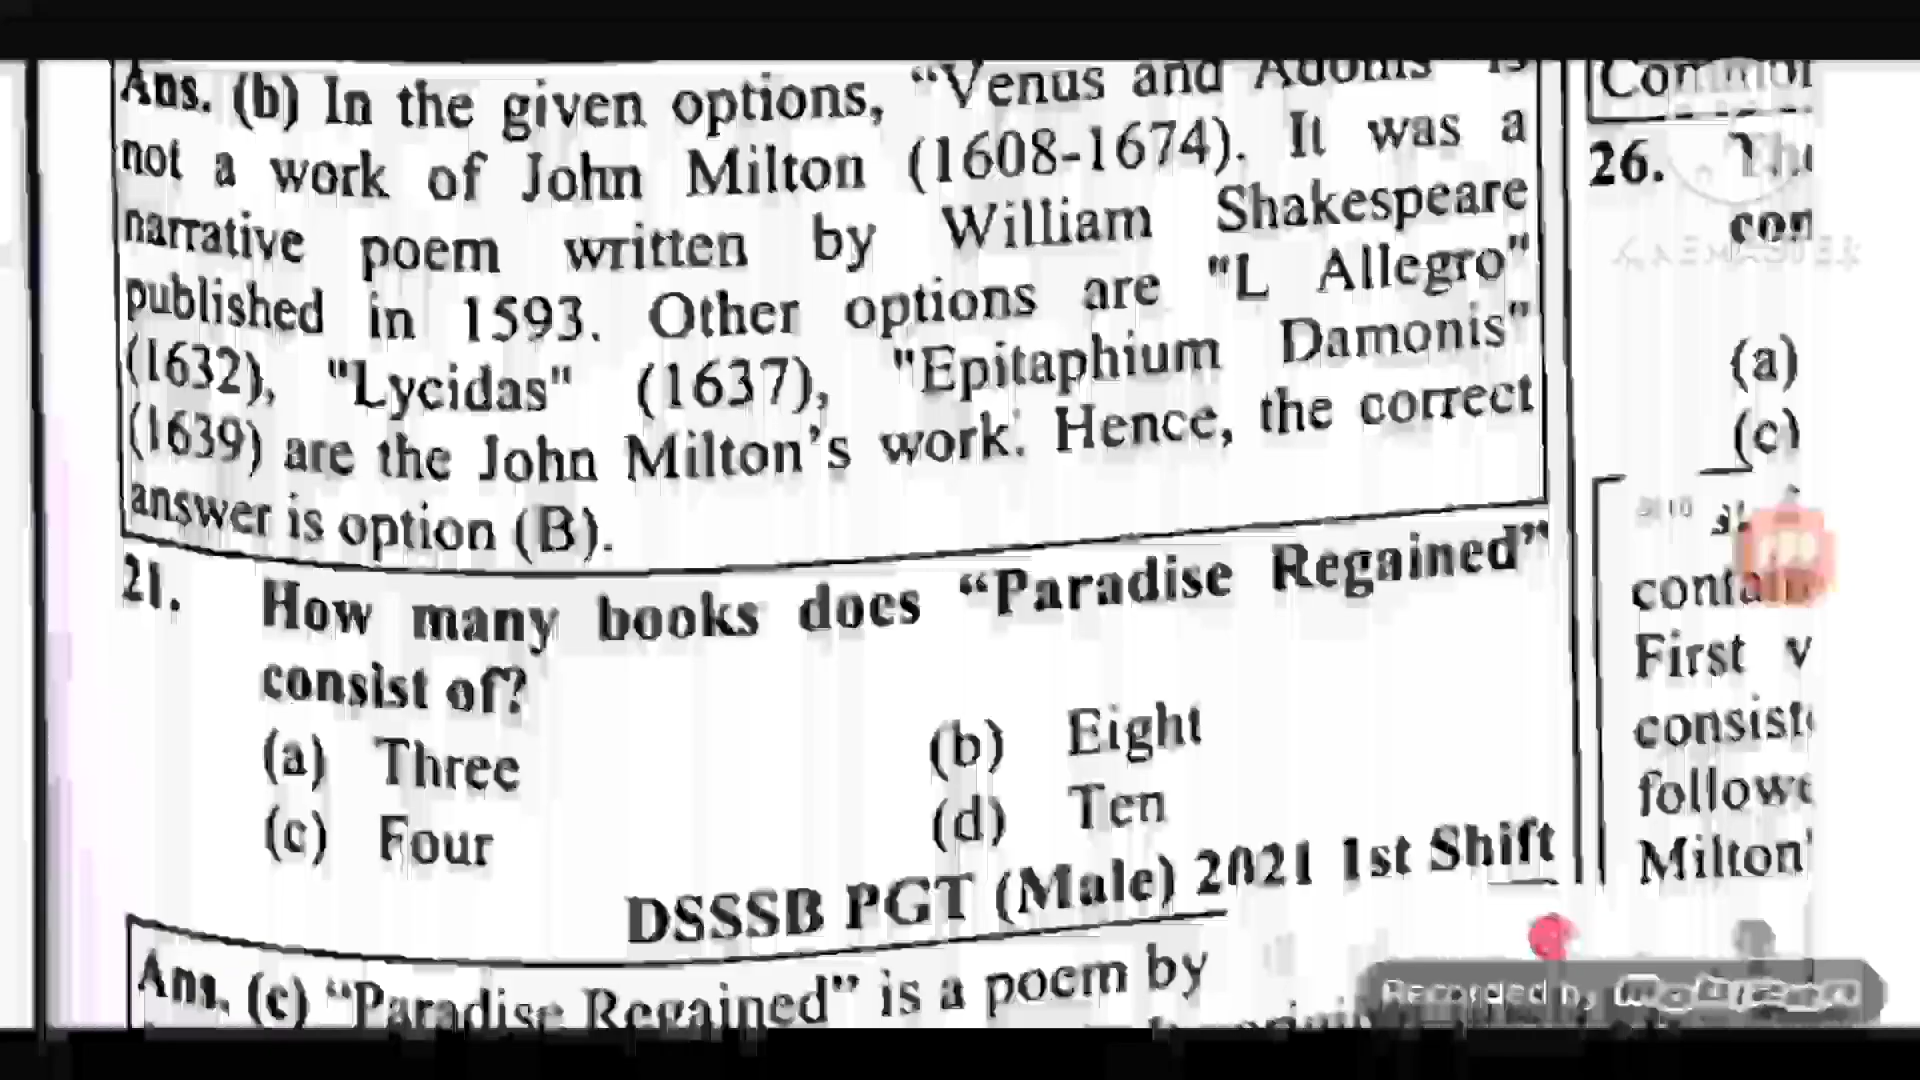 Ans. (b) In the given options, “Venus and Adonis is
not a work of John Milton (1608-1674). It was a
narrative poem written by William Shakespeare
published in 1593. Other options are "L Allegro"
(1632), "Lycidas" (1637), "Epitaphium Damonis"
(1639) are the John Milton’s work. Hence, the correct
answer is option (B).
21. How many books does “Paradise Regained”
consist of?
(a) Three (b) Eight
(c) Four (d) Ten
DSSSB PGT (Male) 2021 1st Shift
Ans. (c) “Paradise Regained” is a poem by
26.
(a)
(c)
First
Milton'
KINEMASTER
Recorded by